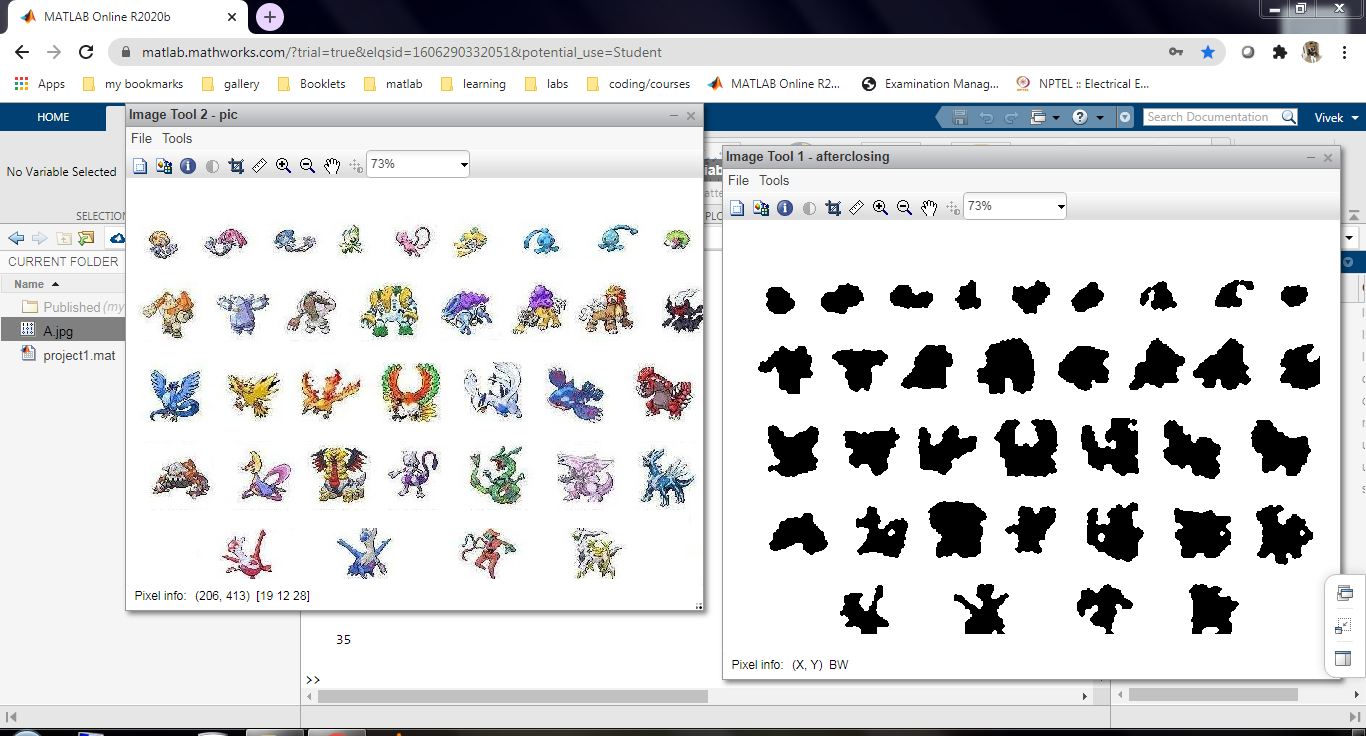 MATLAB Online R2020b
matlab.mathworks.com/?trial=true&elqsid=1606290332051&potential_use=Student
Apps my bookmarks gallery Booklets matlab learning labs coding/courses MATLAB Online R2... Examination Manag... NPTEL :: Electrical E...
HOME
Search Documentation
Vivek
No Variable Selected
SELECTION
CURRENT FOLDER
Name
Published (my
A.jpg
project1.mat
Image Tool 2 - pic
File Tools
73%
Pixel info: (206, 413) [19 12 28]
Image Tool 1 - afterclosing
File Tools
73%
Pixel info: (X, Y) BW
35
>>